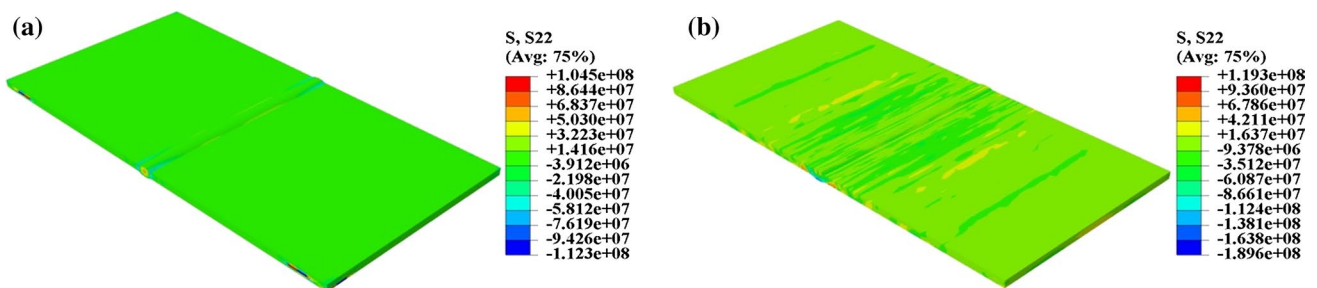 (a)
S, S22
(Avg: 75%)
+1.045e+08
+8.644e+07
+6.837e+07
+5.030e+07
+3.223e+07
+1.416e+07
-3.912e+06
-2.198e+07
-4.005e+07
-5.812e+07
-7.619e+07
-9.426e+07
-1.123e+08
(b)
S, S22
(Avg: 75%)
+1.193e+08
+9.360e+07
+6.786e+07
+4.211e+07
+1.637e+07
-9.378e+06
-3.512e+07
-6.087e+07
-8.661e+07
-1.124e+08
-1.381e+08
-1.638e+08
-1.896e+08